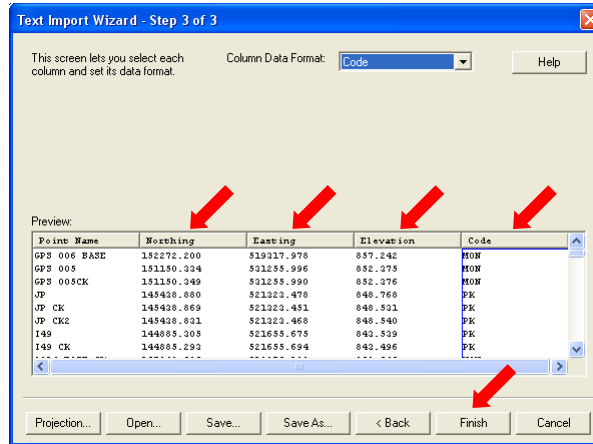 Text Import Wizard - Step 3 of 3
This screen lets you select each
column and set its data format.
Column Data Format:
Code
Help
Preview:
Point Name Northing Easting Elevation Code
GPS 006 BASE 152272.200 519317.978 857.242 MON
GPS 005 151150.334 531255.996 852.375 MON
GPS 005CK 151150.349 531255.990 852.376 MON
JP 145438.880 521323.478 848.768 PK
JP CK 145438.869 521323.451 848.531 PK
JP CK2 145438.831 521323.468 848.540 PK
I49 144885.305 521655.675 843.539 PK
I49 CK 144885.293 521655.694 843.496 PK
Projection... Open... Save... Save As... < Back Finish Cancel